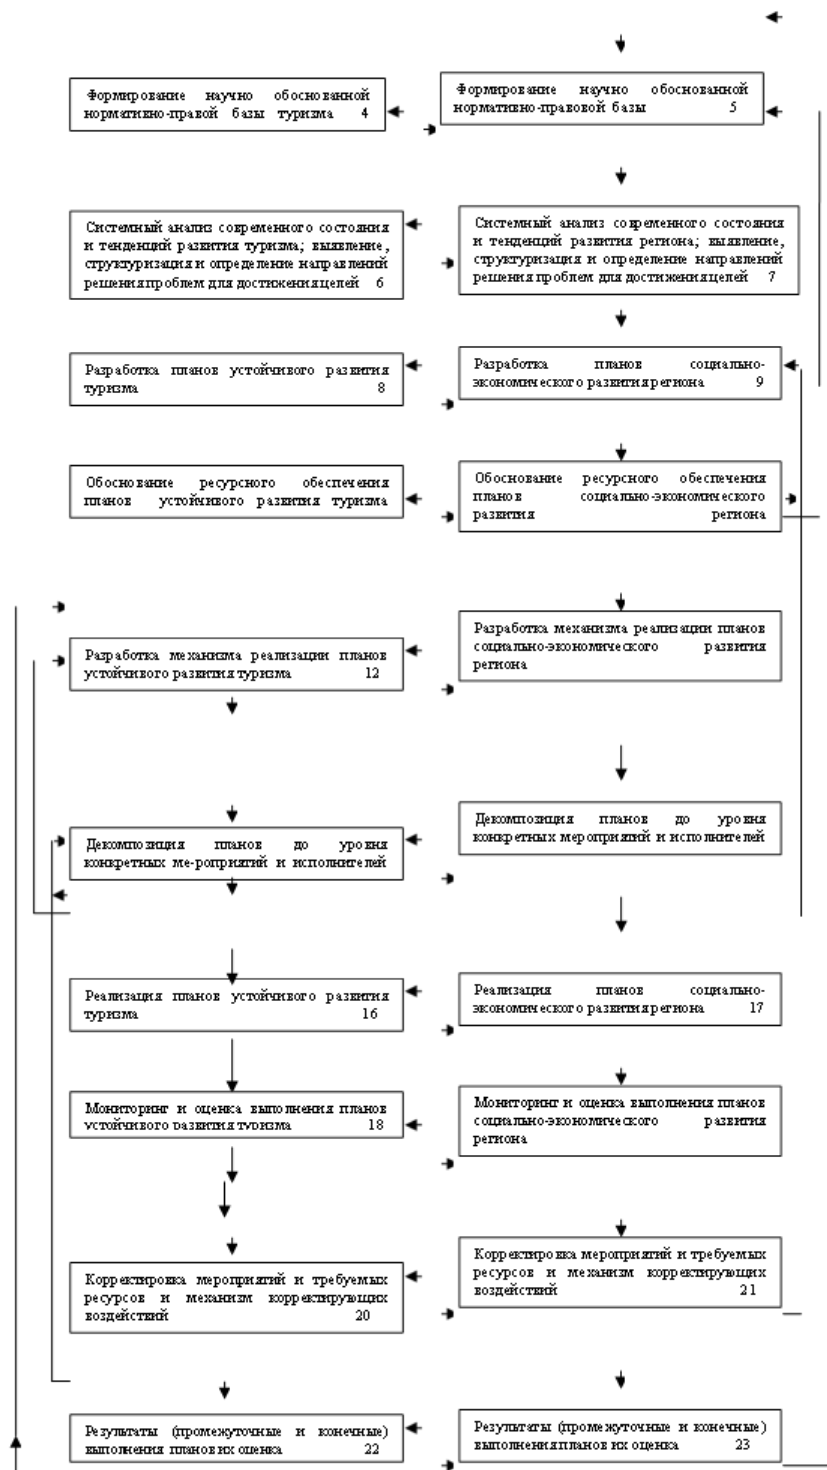 Формирование научно обоснованной
нормативно-правой базы туризма 4
Формирование научно обоснованной
нормативно-правовой базы 5
Системный анализ современного состояния
и тенденций развития туризма; выявление,
структуризация и определение направлений
решения проблем для достижения целей 6
Системный анализ современного состояния
и тенденций развития региона; выявление,
структуризация и определение направлений
решения проблем для достижения целей 7
Разработка планов устойчивого развития
туризма 8
Разработка планов социально-
экономического развития региона 9
Обоснование ресурсного обеспечения
планов устойчивого развития туризма
Обоснование ресурсного обеспечения
планов социально-экономического
развития региона
Разработка механизма реализации планов
устойчивого развития туризма 12
Разработка механизма реализации планов
социально-экономического развития
региона
Декомпозиция планов до уровня
конкретных ме-роприятий и исполнителей
Декомпозиция планов до уровня
конкретных мероприятий и исполнителей
Реализация планов устойчивого развития
туризма 16
Реализация планов социально-
экономического развития региона 17
Мониторинг и оценка выполнения планов
устойчивого развития туризма 18
Мониторинг и оценка выполнения планов
социально-экономического развития
региона
Корректировка мероприятий и требуемых
ресурсов и механизм корректирующих
воздействий 20
Корректировка мероприятий и требуемых
ресурсов и механизм корректирующих
воздействий 21
Результаты (промежуточные и конечные)
выполнения планов их оценка 22
Результаты (промежуточные и конечные)
выполнения планов их оценка 23